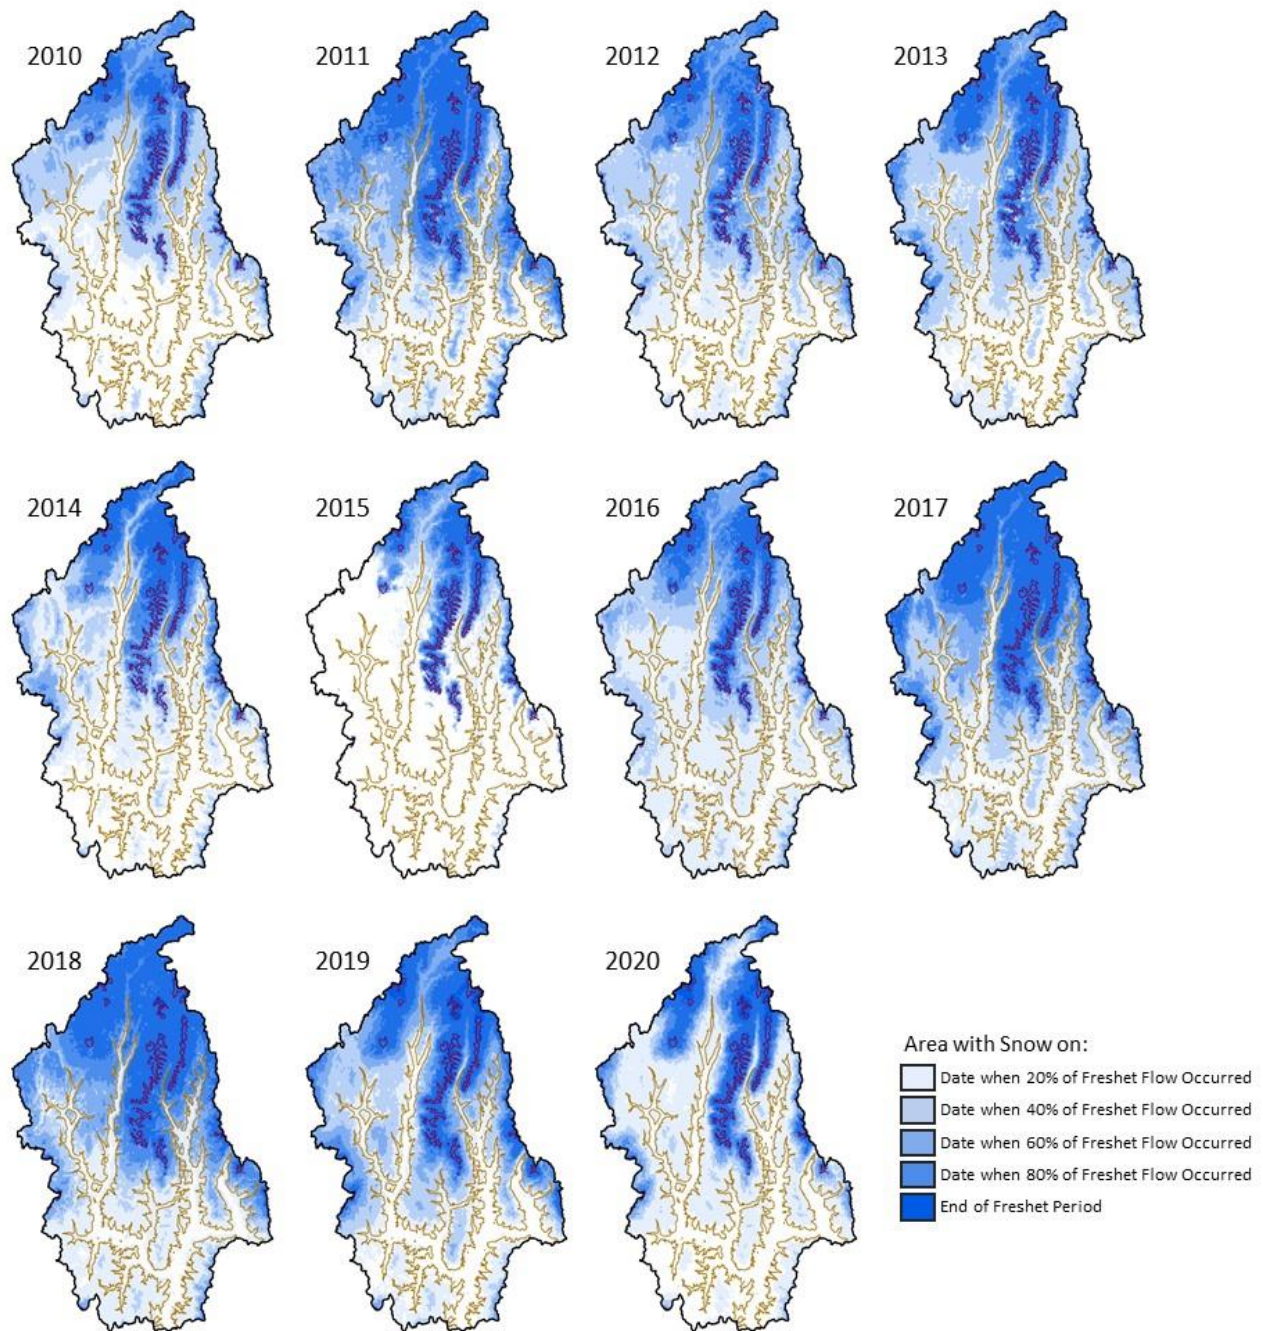 2010
2011
2012
2013
2014
2015
2016
2017
2018
2019
2020
Area with Snow on:
Date when 20% of Freshet Flow Occurred
Date when 40% of Freshet Flow Occurred
Date when 60% of Freshet Flow Occurred
Date when 80% of Freshet Flow Occurred
End of Freshet Period